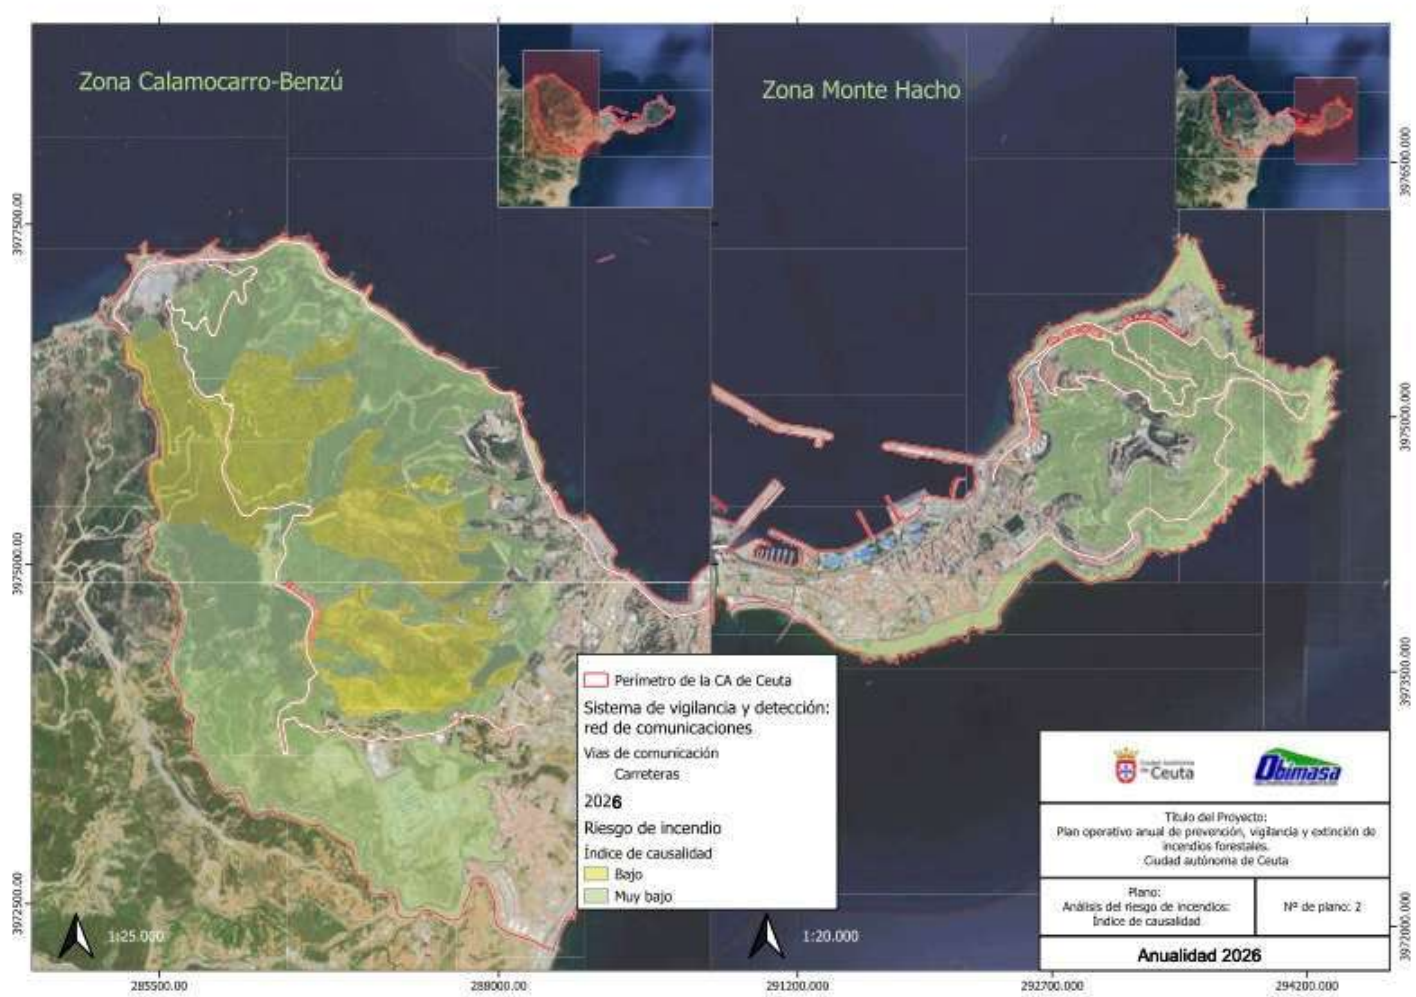 Zona Calamocarro-Benzú
Zona Monte Hacho
3977500.00
3975000.00
3972500.00
285500.00
288000.00
291200.000
292700.000
294200.000
3976500.000
3975000.000
3973500.000
3972000.000
1:25.000
1:20.000
Perímetro de la CA de Ceuta
Sistema de vigilancia y detección:
red de comunicaciones
Vías de comunicación
Carreteras
2026
Riesgo de incendio
Índice de causalidad
Bajo
Muy bajo
Ciudad Autónoma
de Ceuta
Obimasa
Título del Proyecto:
Plan operativo anual de prevención, vigilancia y extinción de
incendios forestales.
Ciudad autónoma de Ceuta
Plano:
Análisis del riesgo de incendios:
Índice de causalidad
Nº de plano: 2
Anualidad 2026